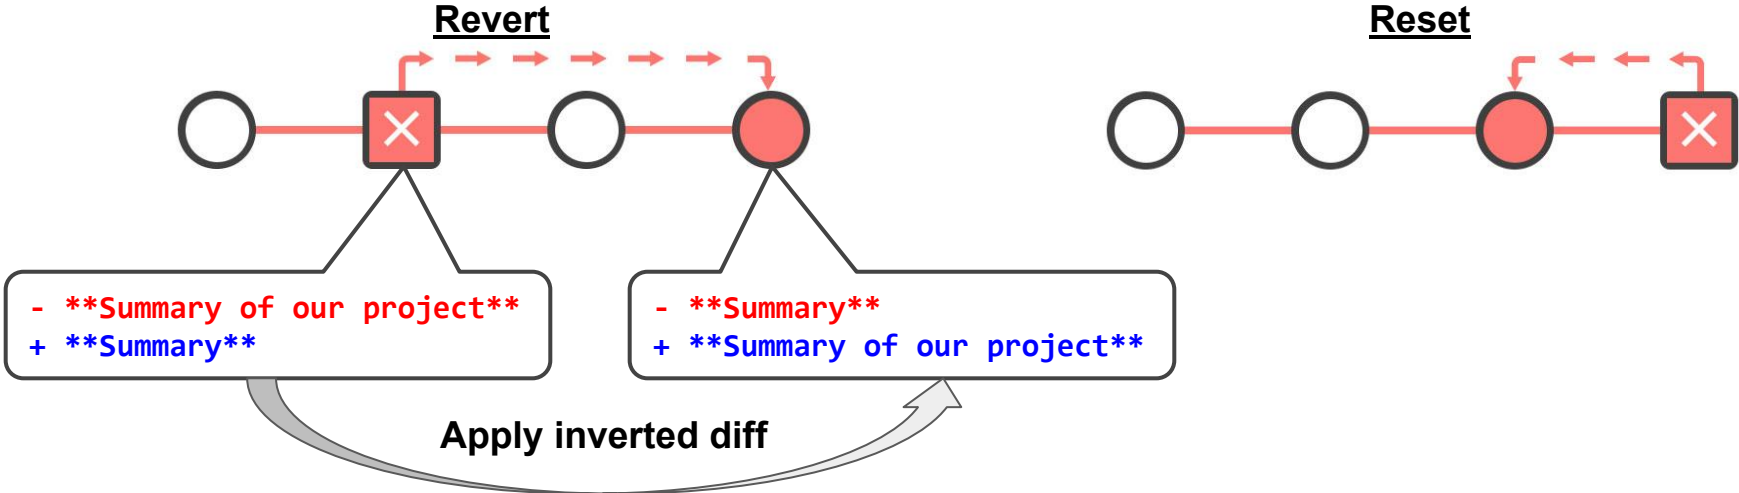 Revert
Reset
- **Summary of our project**
+ **Summary**
- **Summary**
+ **Summary of our project**
Apply inverted diff